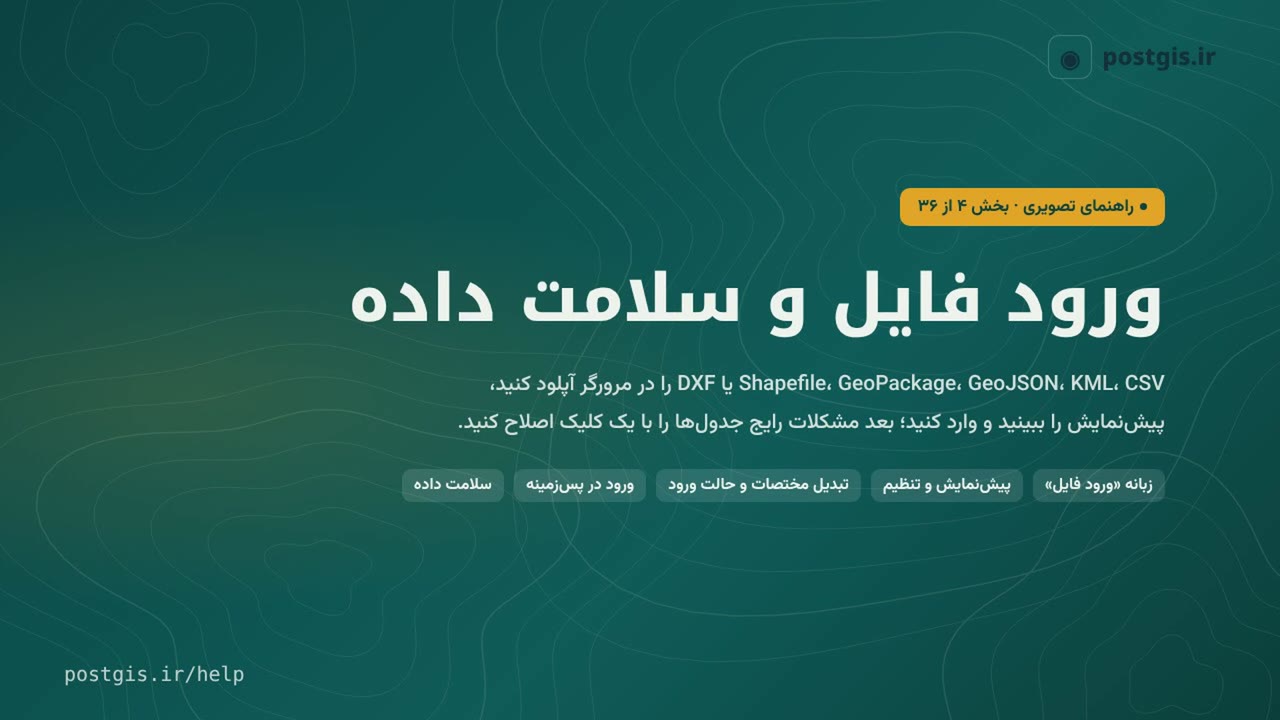 postgis.ir
راهنمای تصویری · بخش ۴ از ۳۶
ورود فایل و سلامت داده
Shapefile، GeoPackage، GeoJSON، KML، CSV یا DXF را در مرورگر آپلود کنید،
پیش‌نمایش را ببینید و وارد کنید؛ بعد مشکلات رایج جدول‌ها را با یک کلیک اصلاح کنید.
زبانه «ورود فایل» پیش‌نمایش و تنظیم تبدیل مختصات و حالت ورود ورود در پس‌زمینه سلامت داده
postgis.ir/help